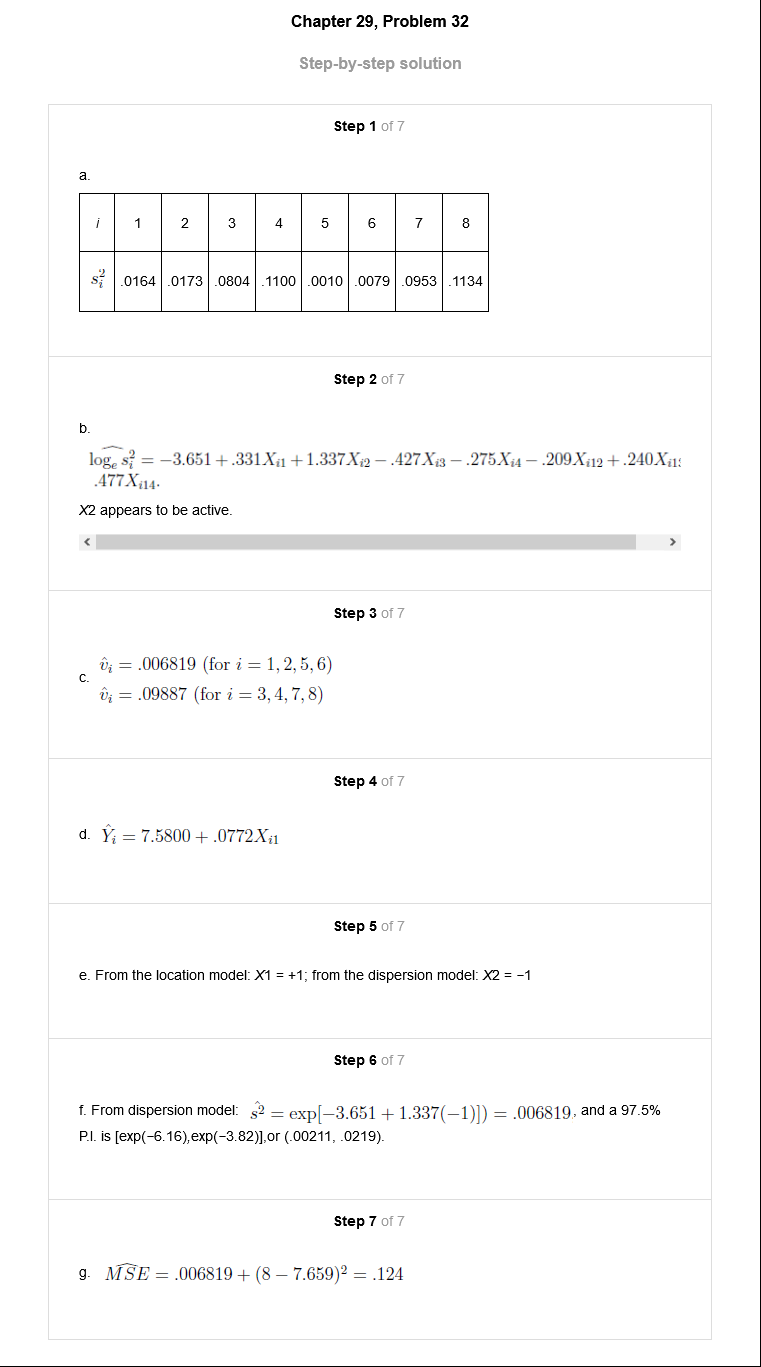 Chapter 29, Problem 32
Step-by-step solution
Step 1 of 7
a.
i 1 2 3 4 5 6 7 8
s_i^2 .0164 .0173 .0804 .1100 .0010 .0079 .0953 .1134
Step 2 of 7
b.
\widehat{log_e s_i^2} = −3.651 + .331X_{i1} + 1.337X_{i2} − .427X_{i3} − .275X_{i4} − .209X_{i12} + .240X_{i1
.477X_{i14}.
X2 appears to be active.
Step 3 of 7
c.
v̂_i = .006819 (for i = 1, 2, 5, 6)
v̂_i = .09887 (for i = 3, 4, 7, 8)
Step 4 of 7
d. Ŷ_i = 7.5800 + .0772X_{i1}
Step 5 of 7
e. From the location model: X1 = +1; from the dispersion model: X2 = −1
Step 6 of 7
f. From dispersion model: \hat{s^2} = exp[−3.651 + 1.337(−1)]) = .006819, and a 97.5%
P.I. is [exp(−6.16),exp(−3.82)],or (.00211, .0219).
Step 7 of 7
g. \widehat{MSE} = .006819 + (8 − 7.659)^2 = .124